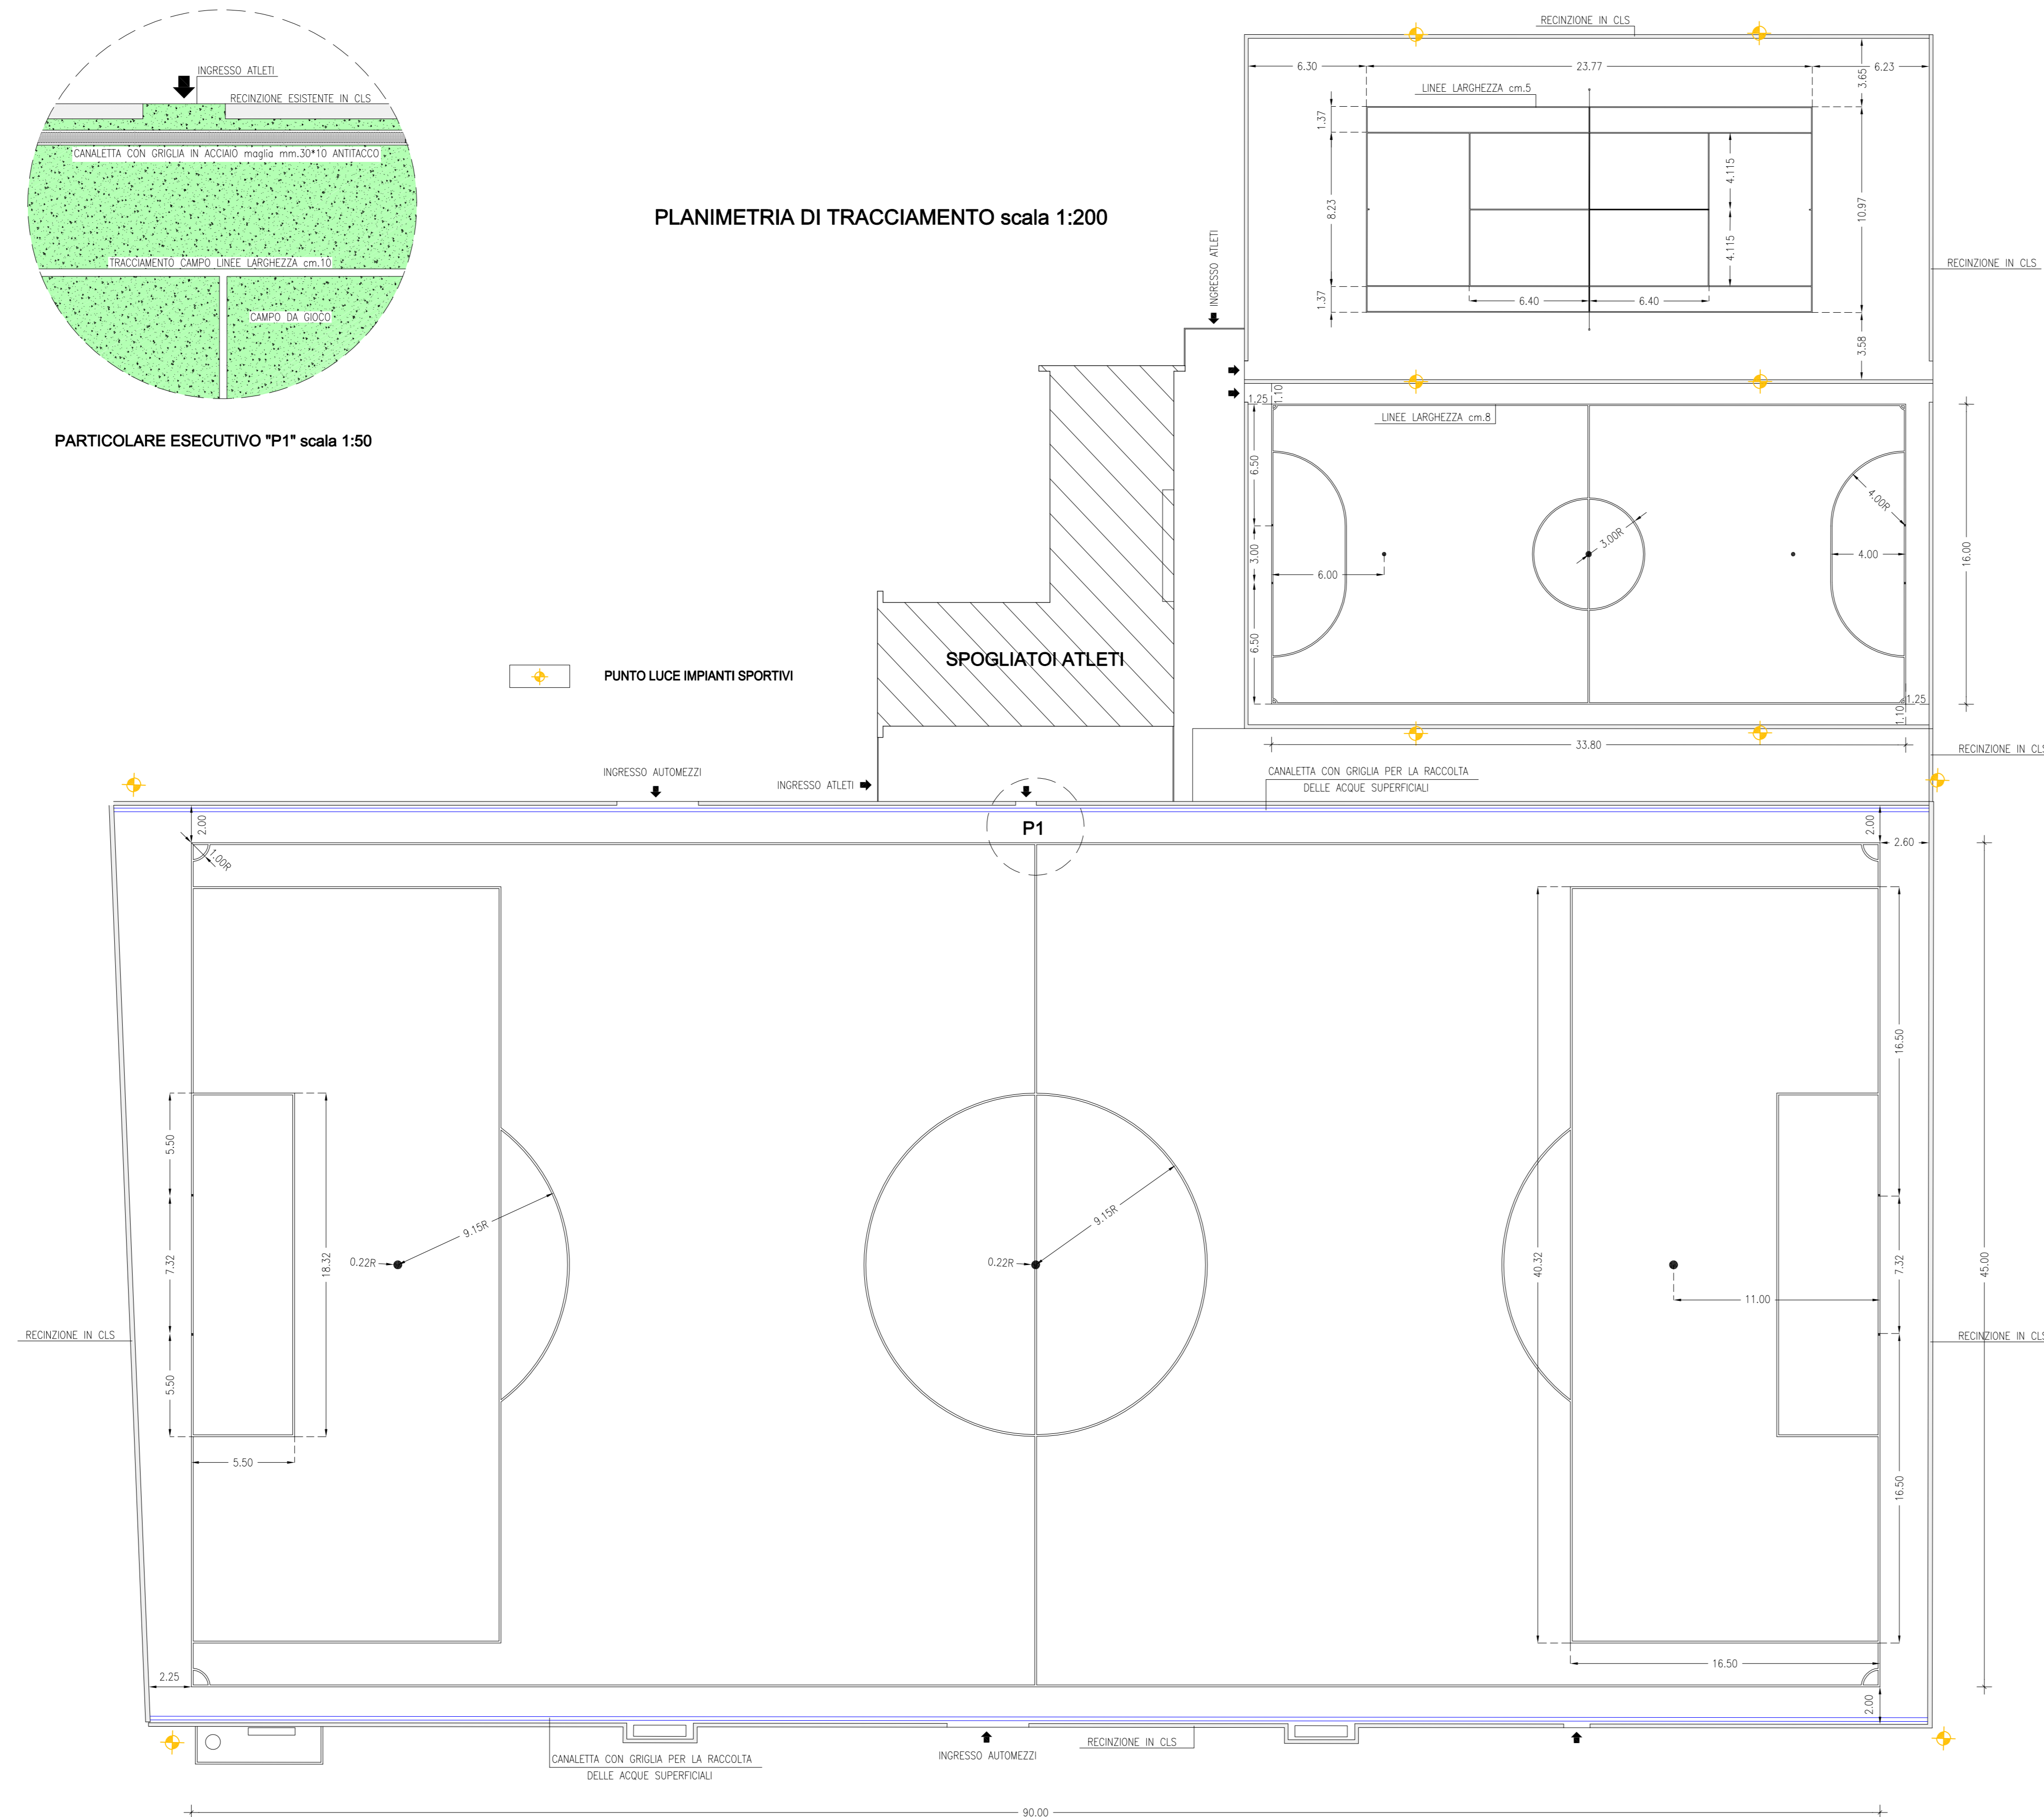 INGRESSO ATLETI
RECINZIONE ESISTENTE IN CLS
CANALETTA CON GRIGLIA IN ACCIAIO maglia mm.30*10 ANTITACCO
TRACCIAMENTO CAMPO LINEE LARGHEZZA cm.10
CAMPO DA GIOCO
PARTICOLARE ESECUTIVO "P1" scala 1:50
PLANIMETRIA DI TRACCIAMENTO scala 1:200
RECINZIONE IN CLS
6.30
23.77
6.23
3.65
LINEE LARGHEZZA cm.5
1.37
8.23
1.37
4.115
4.115
10.97
6.40
6.40
3.58
RECINZIONE IN CLS
INGRESSO ATLETI
1.25
1.10
LINEE LARGHEZZA cm.8
6.50
3.00
6.50
6.00
3.00R
4.00R
4.00
16.00
1.25
1.10
33.80
SPOGLIATOI ATLETI
PUNTO LUCE IMPIANTI SPORTIVI
RECINZIONE IN CLS
INGRESSO AUTOMEZZI
INGRESSO ATLETI
CANALETTA CON GRIGLIA PER LA RACCOLTA
DELLE ACQUE SUPERFICIALI
P1
2.00
1.00R
2.00
2.60
5.50
7.32
5.50
18.32
5.50
0.22R
9.15R
0.22R
9.15R
40.32
11.00
16.50
7.32
16.50
45.00
16.50
RECINZIONE IN CLS
RECINZIONE IN CLS
2.25
2.00
CANALETTA CON GRIGLIA PER LA RACCOLTA
DELLE ACQUE SUPERFICIALI
INGRESSO AUTOMEZZI
RECINZIONE IN CLS
90.00